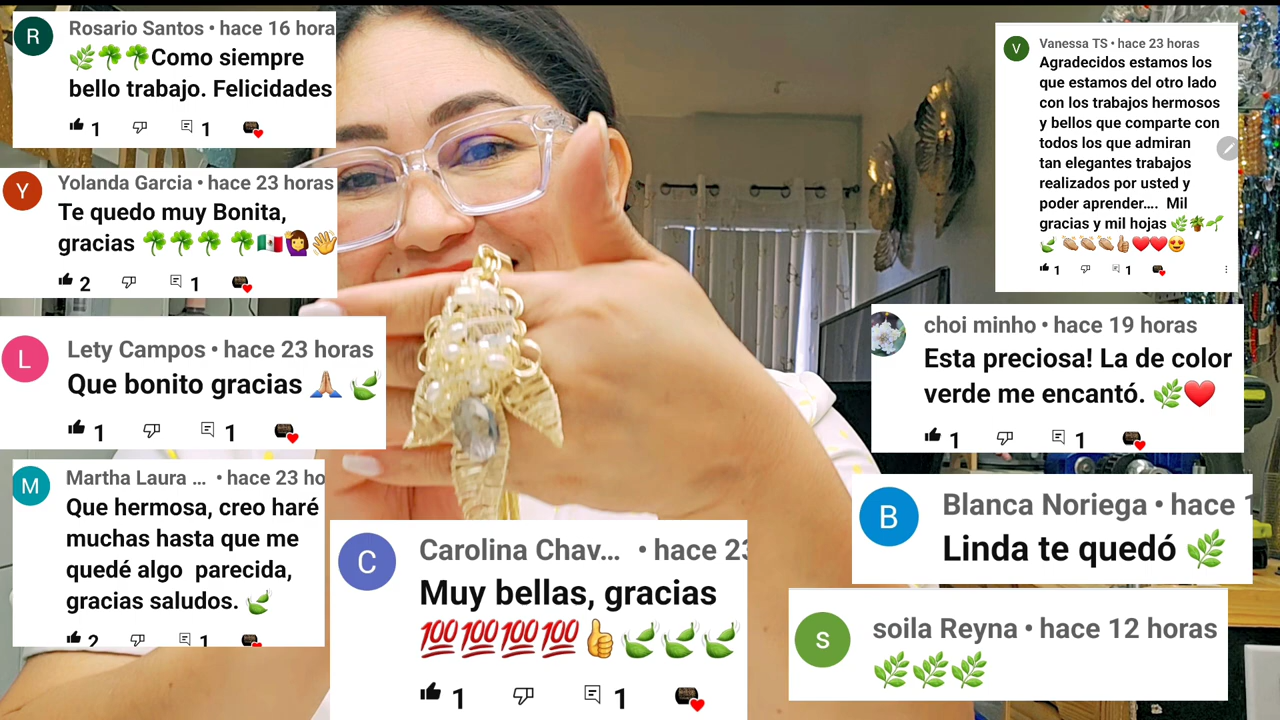 R
Rosario Santos • hace 16 hora
🌿☘️☘️Como siempre
bello trabajo. Felicidades
1 1
Y
Yolanda Garcia • hace 23 horas
Te quedo muy Bonita,
gracias ☘️☘️☘️ ☘️🇲🇽🙋‍♀️👋
2 1
L
Lety Campos • hace 23 horas
Que bonito gracias 🙏🏼 🍃
1 1
M
Martha Laura ... • hace 23 ho
Que hermosa, creo haré
muchas hasta que me
quedé algo parecida,
gracias saludos. 🍃
2 1
C
Carolina Chav... • hace 23
Muy bellas, gracias
💯💯💯💯👍🍃🍃🍃
1 1
V
Vanessa TS • hace 23 horas
Agradecidos estamos los
que estamos del otro lado
con los trabajos hermosos
y bellos que comparte con
todos los que admiran
tan elegantes trabajos
realizados por usted y
poder aprender.... Mil
gracias y mil hojas 🌿🪴🌱
🍃 👏🏼👏🏼👏🏼👍🏼❤️❤️😍
1 1
choi minho • hace 19 horas
Esta preciosa! La de color
verde me encantó. 🌿❤️
1 1
B
Blanca Noriega • hace 1
Linda te quedó 🌿
s
soila Reyna • hace 12 horas
🌿🌿🌿